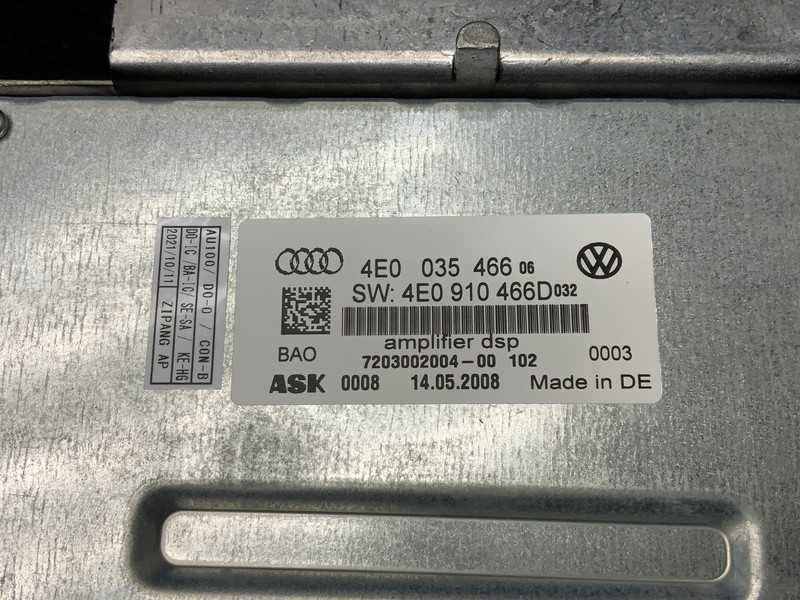 4E0 035 466 06
SW: 4E0 910 466D032
amplifier dsp
BAO
7203002004-00 102
0003
ASK 0008 14.05.2008 Made in DE
AU100/ DO-O / CON-B
DO-IC /BA-IC/ SE-SA / KE-HG
2021/10/11 ZIPANG AP